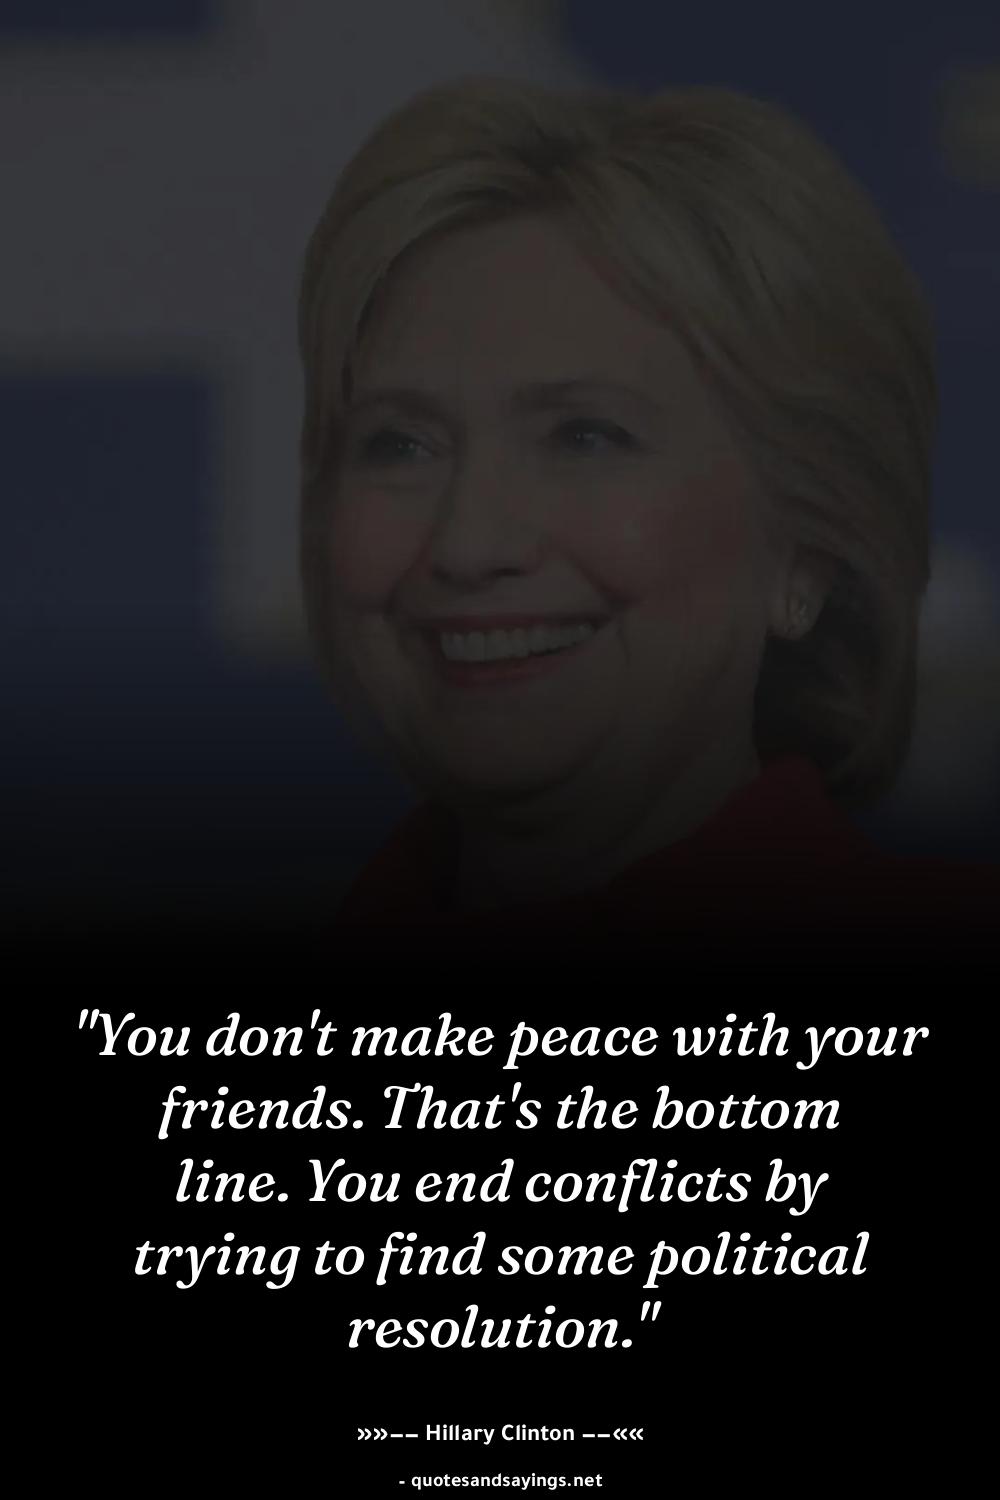 "You don't make peace with your
friends. That's the bottom
line. You end conflicts by
trying to find some political
resolution."
»»–– Hillary Clinton ––««
- quotesandsayings.net